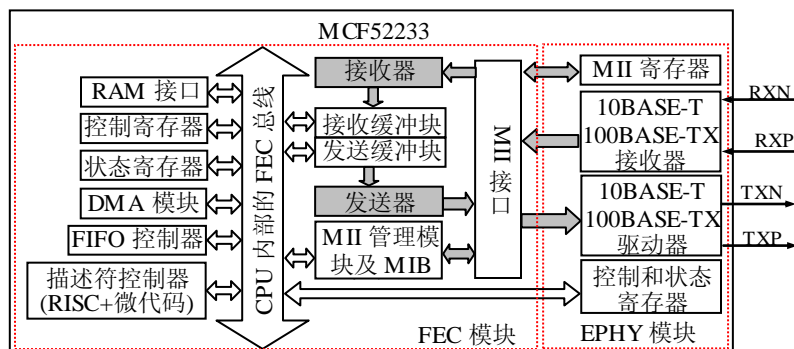 MCF52233
RAM 接口
控制寄存器
状态寄存器
DMA 模块
FIFO 控制器
描述符控制器
(RISC+微代码)
CPU 内部的 FEC 总线
接收器
接收缓冲块
发送缓冲块
发送器
MII 管理模
块及 MIB
MII 接口
FEC 模块
MII 寄存器
10BASE-T
100BASE-TX
接收器
10BASE-T
100BASE-TX
驱动器
控制和状态
寄存器
EPHY 模块
RXN
RXP
TXN
TXP